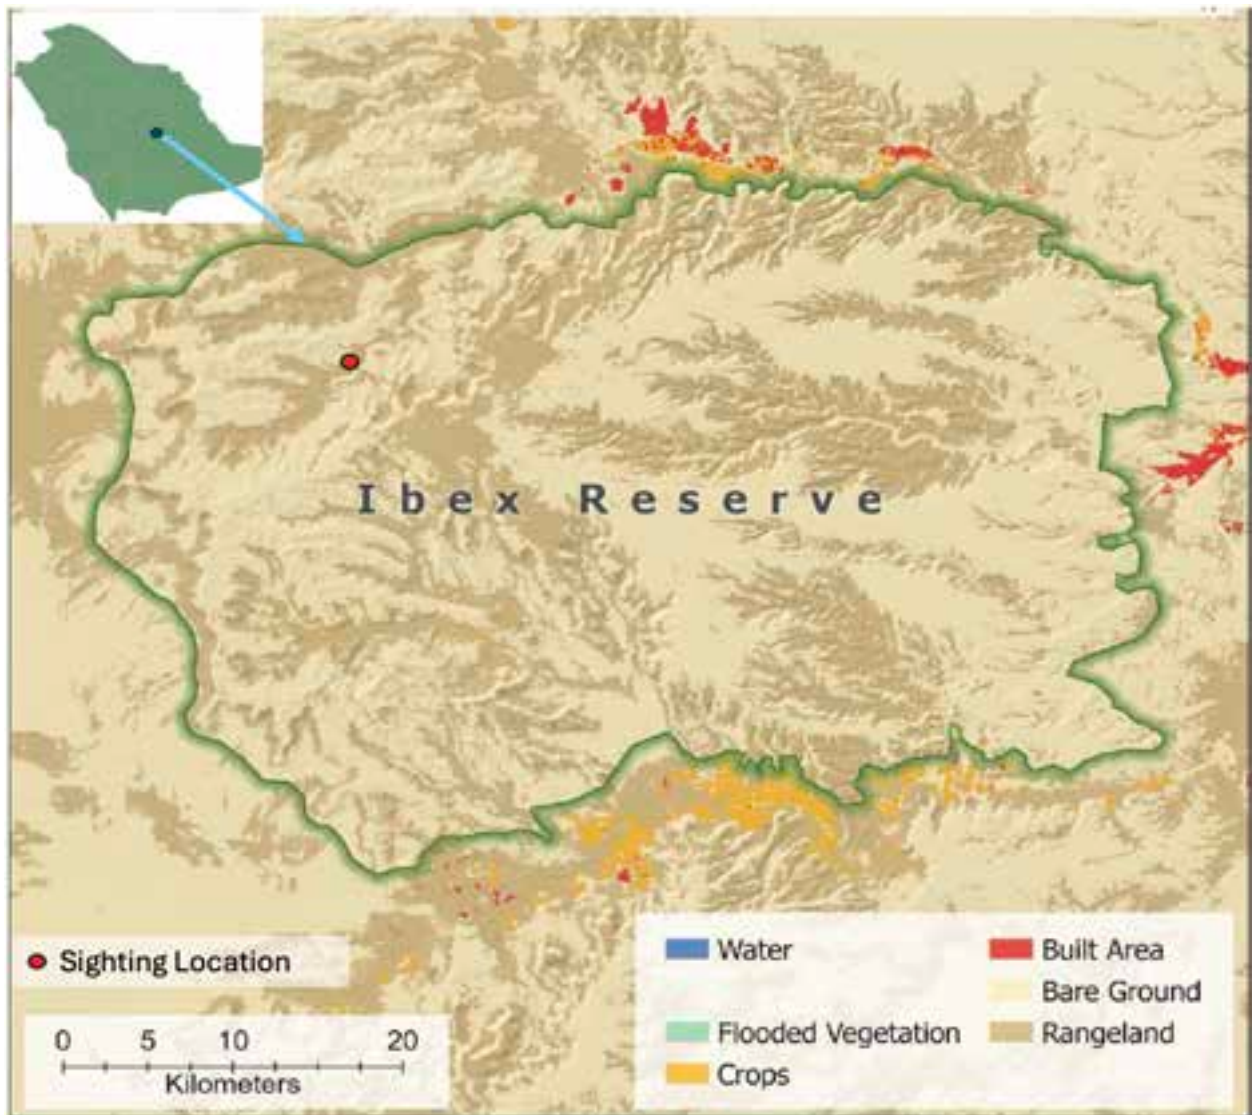 Ibex Reserve
Sighting Location
0 5 10 20
Kilometers
Water
Flooded Vegetation
Crops
Built Area
Bare Ground
Rangeland